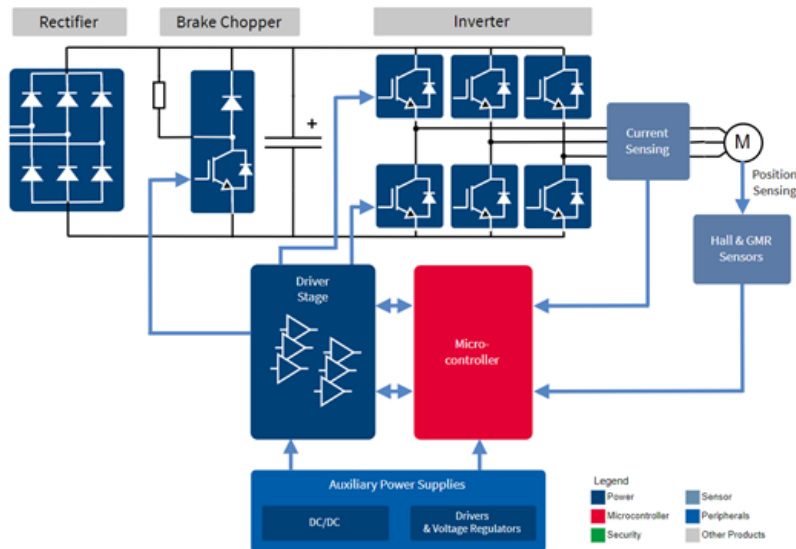 Rectifier
Brake Chopper
Inverter
+
Current
Sensing
M
Position
Sensing
Hall & GMR
Sensors
Driver
Stage
Micro-
controller
Auxiliary Power Supplies
DC/DC
Drivers
& Voltage Regulators
Legend
Power
Sensor
Microcontroller
Peripherals
Security
Other Products